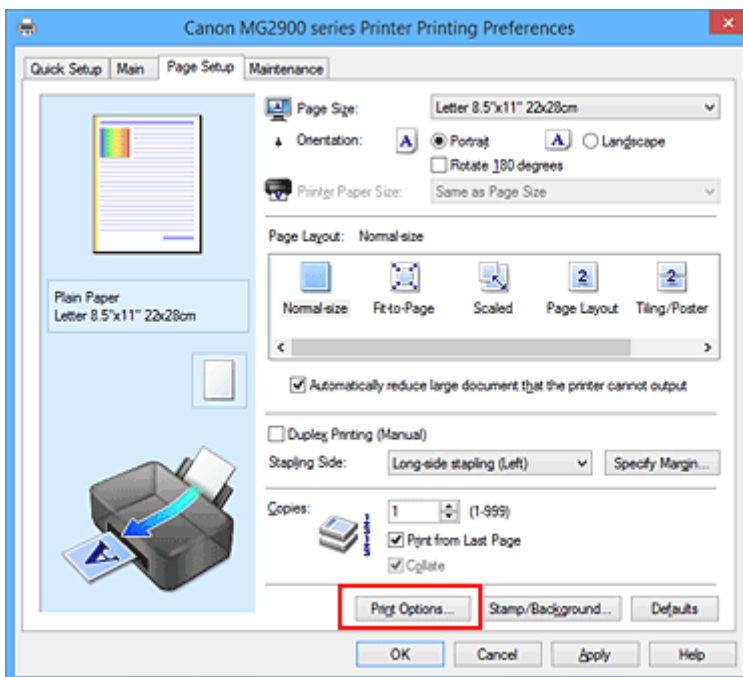 Canon MG2900 series Printer Printing Preferences
Quick Setup Main Page Setup Maintenance
Page Size: Letter 8.5"x11" 22x28cm
Orientation: A Portrait A Landscape
Rotate 180 degrees
Printer Paper Size: Same as Page Size
Page Layout: Normal-size
Normal-size Fit-to-Page Scaled Page Layout Tiling/Poster
Automatically reduce large document that the printer cannot output
Plain Paper
Letter 8.5"x11" 22x28cm
Duplex Printing (Manual)
Stapling Side: Long-side stapling (Left) Specify Margin...
Copies: 1 (1-999)
Print from Last Page
Collate
Print Options... Stamp/Background... Defaults
OK Cancel Apply Help